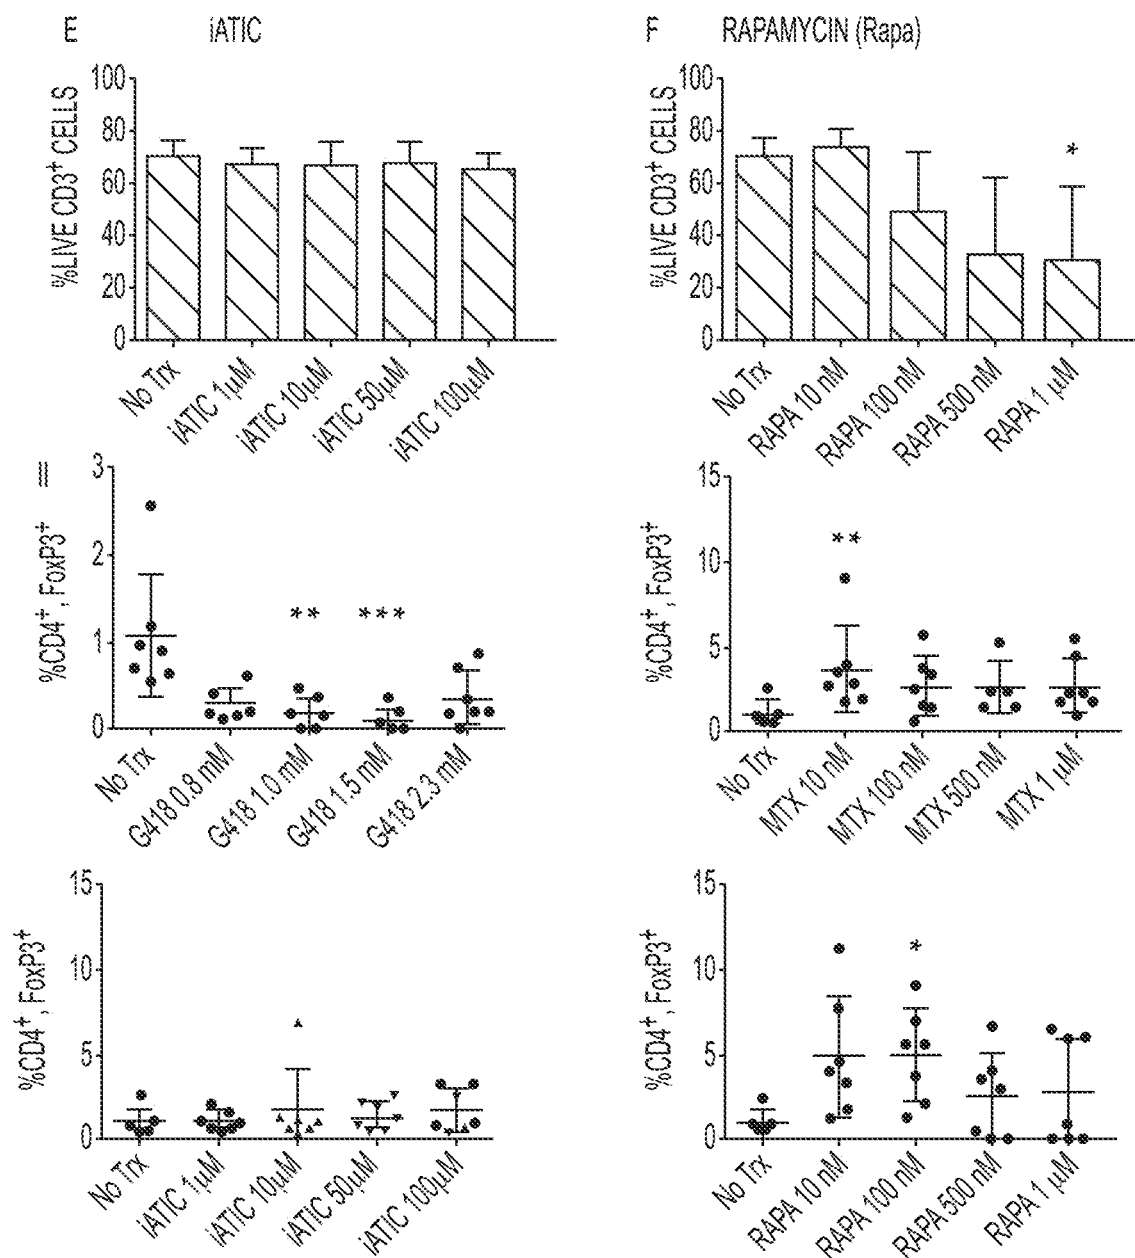 E iATIC
%LIVE CD3+ CELLS
100
80
60
40
20
0
No Trx
iATIC 1µM
iATIC 10µM
iATIC 50µM
iATIC 100µM
F RAPAMYCIN (Rapa)
%LIVE CD3+ CELLS
100
80
60
40
20
0
*
No Trx
RAPA 10 nM
RAPA 100 nM
RAPA 500 nM
RAPA 1 µM
II
%CD4+, FoxP3+
3
2
1
0
**
***
No Trx
G418 0.8 mM
G418 1.0 mM
G418 1.5 mM
G418 2.3 mM
%CD4+, FoxP3+
15
10
5
0
**
No Trx
MTX 10 nM
MTX 100 nM
MTX 500 nM
MTX 1 µM
%CD4+, FoxP3+
15
10
5
0
No Trx
iATIC 1µM
iATIC 10µM
iATIC 50µM
iATIC 100µM
%CD4+, FoxP3+
15
10
5
0
*
No Trx
RAPA 10 nM
RAPA 100 nM
RAPA 500 nM
RAPA 1 µM